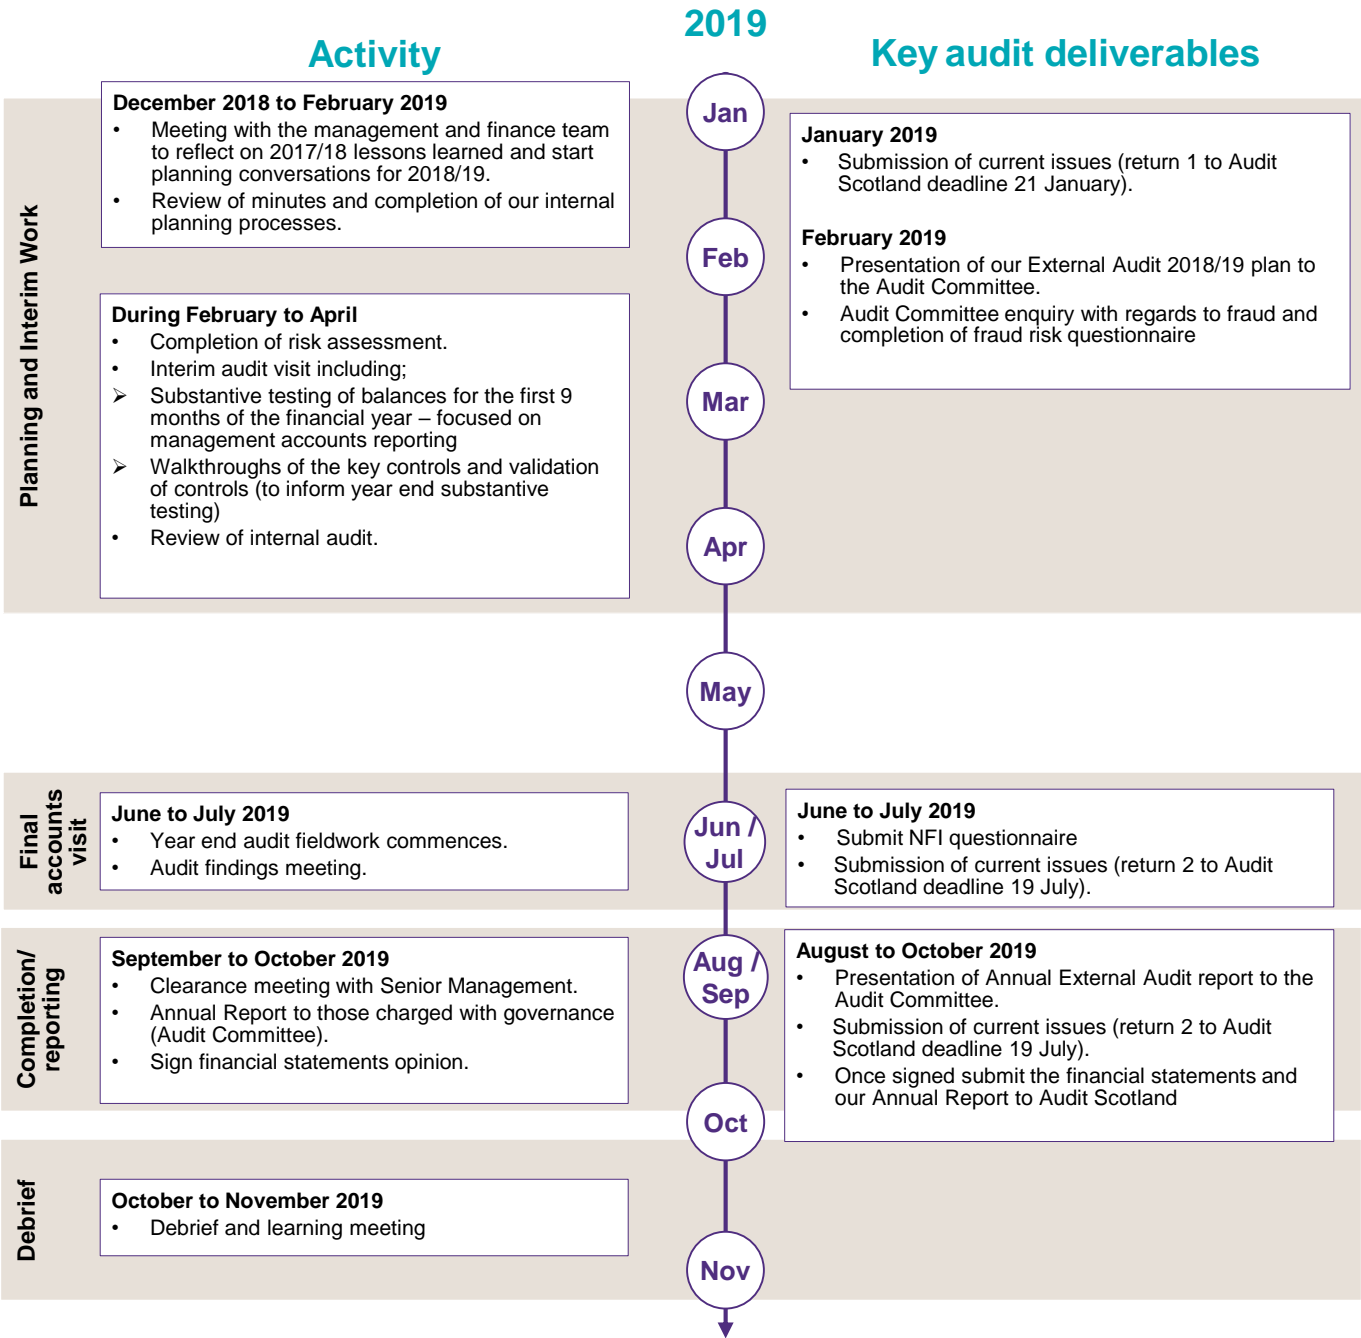 2019
Activity
Key audit deliverables
Planning and Interim Work
December 2018 to February 2019
• Meeting with the management and finance team
to reflect on 2017/18 lessons learned and start
planning conversations for 2018/19.
• Review of minutes and completion of our internal
planning processes.
During February to April
• Completion of risk assessment.
• Interim audit visit including;
➢ Substantive testing of balances for the first 9
months of the financial year – focused on
management accounts reporting
➢ Walkthroughs of the key controls and validation
of controls (to inform year end substantive
testing)
• Review of internal audit.
Jan
Feb
Mar
Apr
January 2019
• Submission of current issues (return 1 to Audit
Scotland deadline 21 January).
February 2019
• Presentation of our External Audit 2018/19 plan to
the Audit Committee.
• Audit Committee enquiry with regards to fraud and
completion of fraud risk questionnaire
May
Final
accounts
visit
June to July 2019
• Year end audit fieldwork commences.
• Audit findings meeting.
Jun /
Jul
June to July 2019
• Submit NFI questionnaire
• Submission of current issues (return 2 to Audit
Scotland deadline 19 July).
Completion/
reporting
September to October 2019
• Clearance meeting with Senior Management.
• Annual Report to those charged with governance
(Audit Committee).
• Sign financial statements opinion.
Aug /
Sep
Oct
August to October 2019
• Presentation of Annual External Audit report to the
Audit Committee.
• Submission of current issues (return 2 to Audit
Scotland deadline 19 July).
• Once signed submit the financial statements and
our Annual Report to Audit Scotland
Debrief
October to November 2019
• Debrief and learning meeting
Nov